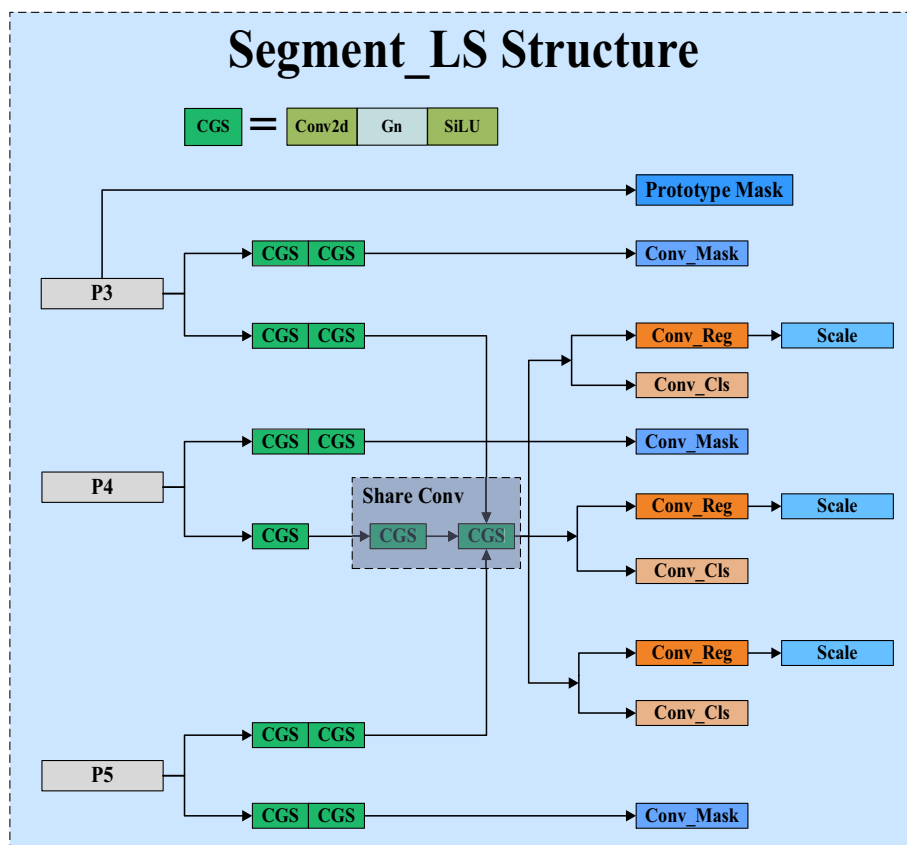 Segment_LS Structure
CGS = Conv2d Gn SiLU
Prototype Mask
CGS CGS Conv_Mask
P3
CGS CGS Conv_Reg Scale
Conv_Cls
CGS CGS Conv_Mask
P4
Share Conv
Conv_Reg Scale
CGS CGS CGS
Conv_Cls
Conv_Reg Scale
Conv_Cls
CGS CGS
P5
CGS CGS Conv_Mask